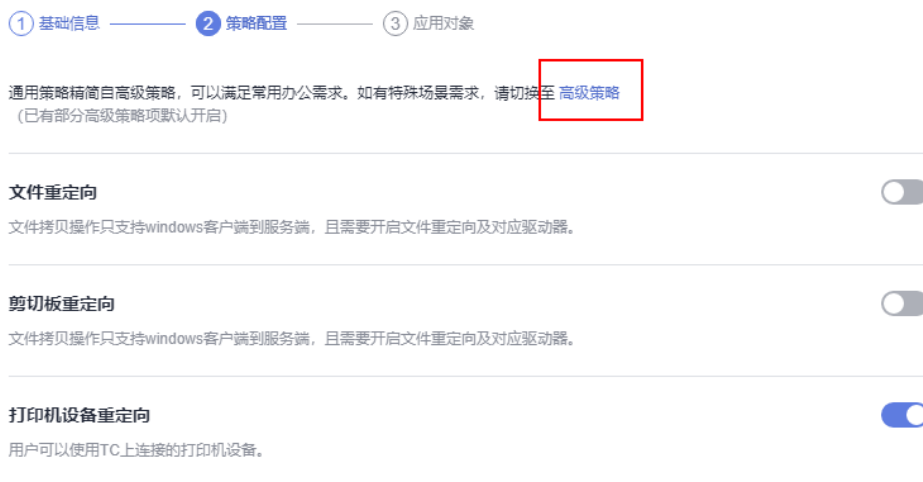 1 基础信息 2 策略配置 3 应用对象
通用策略精简自高级策略，可以满足常用办公需求。如有特殊场景需求，请切换至 高级策略
（已有部分高级策略项默认开启）
文件重定向
文件拷贝操作只支持windows客户端到服务端，且需要开启文件重定向及对应驱动器。
剪切板重定向
文件拷贝操作只支持windows客户端到服务端，且需要开启文件重定向及对应驱动器。
打印机设备重定向
用户可以使用TC上连接的打印机设备。